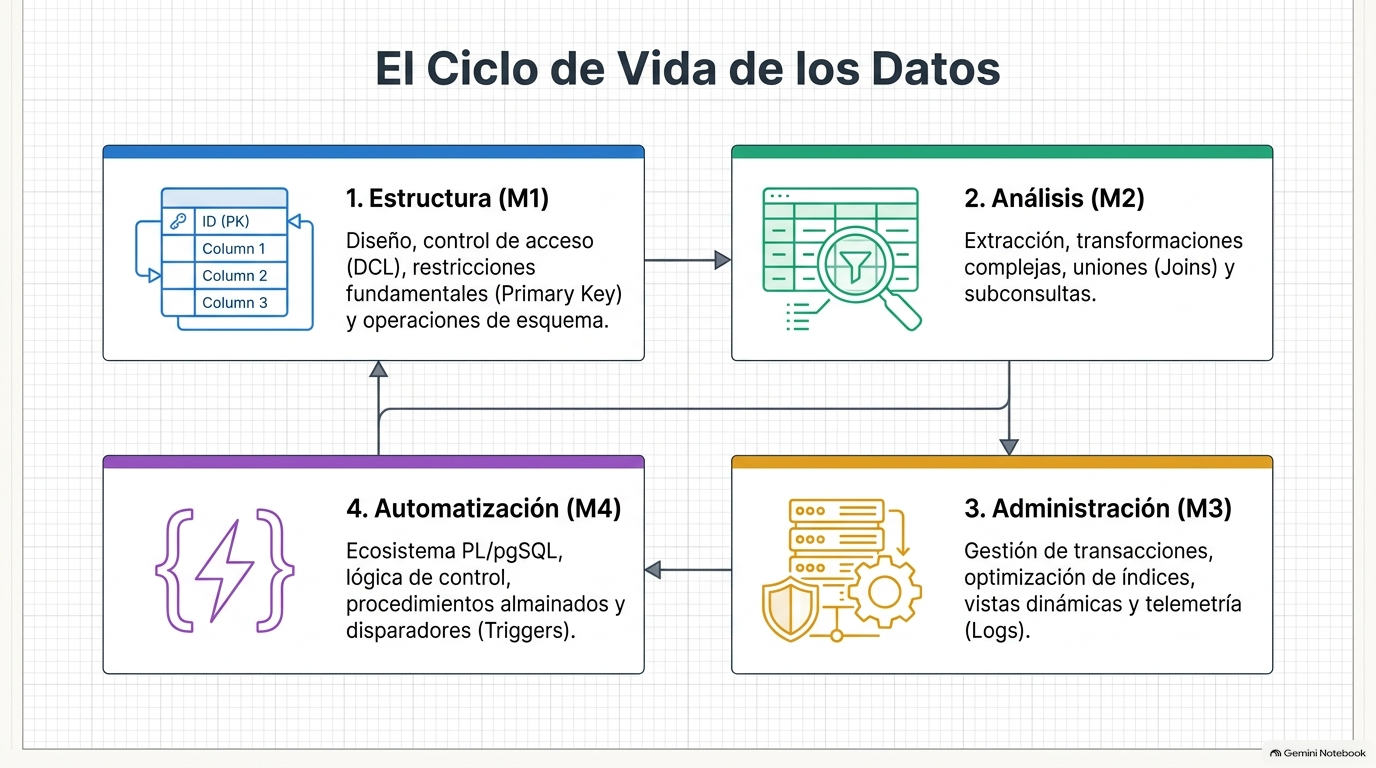 El Ciclo de Vida de los Datos
ID (PK)
Column 1
Column 2
Column 3
1. Estructura (M1)
Diseño, control de acceso
(DCL), restricciones
fundamentales (Primary Key)
y operaciones de esquema.
2. Análisis (M2)
Extracción, transformaciones
complejas, uniones (Joins) y
subconsultas.
4. Automatización (M4)
Ecosistema PL/pgSQL,
lógica de control,
procedimientos almainados y
disparadores (Triggers).
3. Administración (M3)
Gestión de transacciones,
optimización de índices,
vistas dinámicas y telemetría
(Logs).
Gemini Notebook